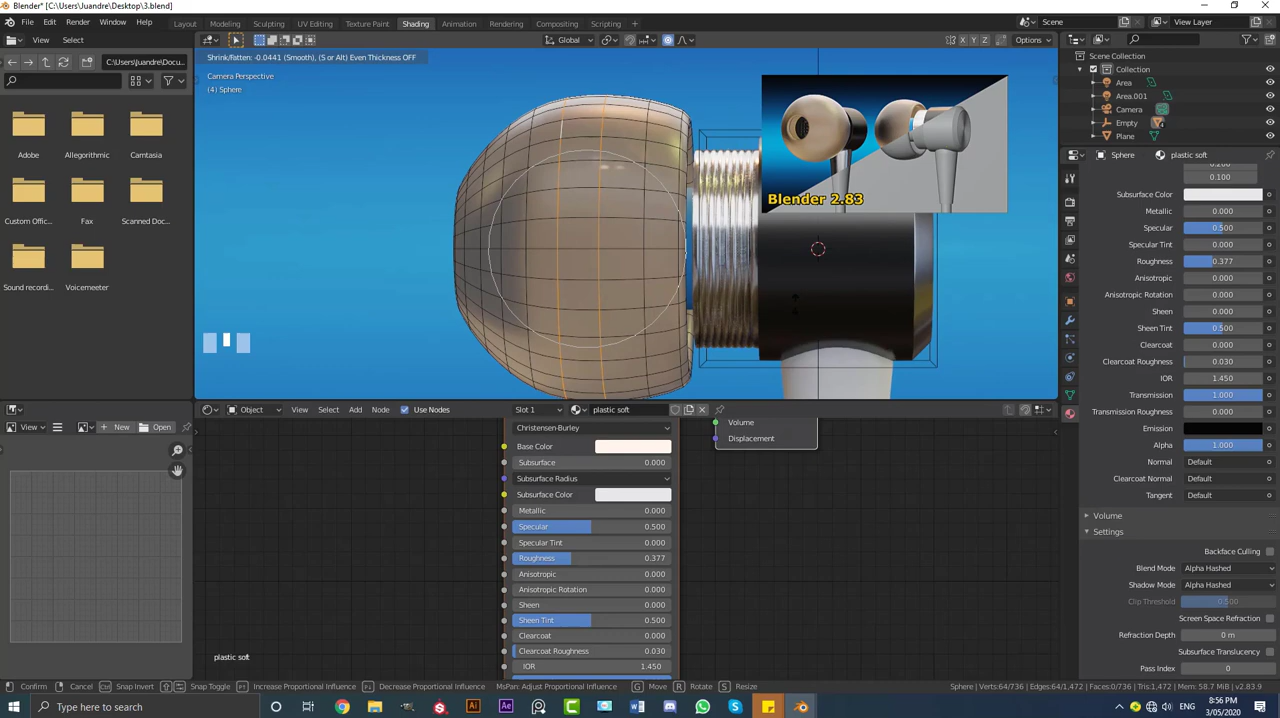 Blender* [C:\Users\Juandre\Desktop\3.blend]
File Edit Render Window Help Layout Modeling Sculpting UV Editing Texture Paint Shading Animation Rendering Compositing Scripting + Scene View Layer
View Select Global X Y Z Options
C:\Users\Juandre\Docu...
Adobe Allegorithmic Camtasia
Custom Offic... Fax Scanned Doc...
Sound recordi... Voicemeeter
Shrink/Fatten: -0.0441 (Smooth), (S or Alt) Even Thickness OFF
Camera Perspective
(4) Sphere
Blender 2.83
Scene Collection
Collection
Area
Area.001
Camera
Empty
Plane
Sphere plastic soft
0.200
0.100
Subsurface Color
Metallic 0.000
Specular 0.500
Specular Tint 0.000
Roughness 0.377
Anisotropic 0.000
Anisotropic Rotation 0.000
Sheen 0.000
Sheen Tint 0.500
Clearcoat 0.000
Clearcoat Roughness 0.030
IOR 1.450
Transmission 1.000
Transmission Roughness 0.000
Emission
Alpha 1.000
Normal Default
Clearcoat Normal Default
Tangent Default
Volume
Settings
Backface Culling
Blend Mode Alpha Hashed
Shadow Mode Alpha Hashed
Clip Threshold 0.500
Screen Space Refraction
Refraction Depth 0 m
Subsurface Translucency
Pass Index 0
View New Open
Object View Select Add Node Use Nodes Slot 1 plastic soft
Christensen-Burley
Base Color
Subsurface 0.000
Subsurface Radius
Subsurface Color
Metallic 0.000
Specular 0.500
Specular Tint 0.000
Roughness 0.377
Anisotropic 0.000
Anisotropic Rotation 0.000
Sheen 0.000
Sheen Tint 0.500
Clearcoat 0.000
Clearcoat Roughness 0.030
IOR 1.450
Volume
Displacement
plastic soft
Confirm Cancel Snap Invert Snap Toggle Increase Proportional Influence Decrease Proportional Influence MsPan: Adjust Proportional Influence G Move R Rotate S Resize
Sphere | Verts:64/736 | Edges:64/1,472 | Faces:0/736 | Tris:1,472 | Mem: 58.7 MiB | v2.83.9
Type here to search
ENG 8:56 PM
3/05/2020